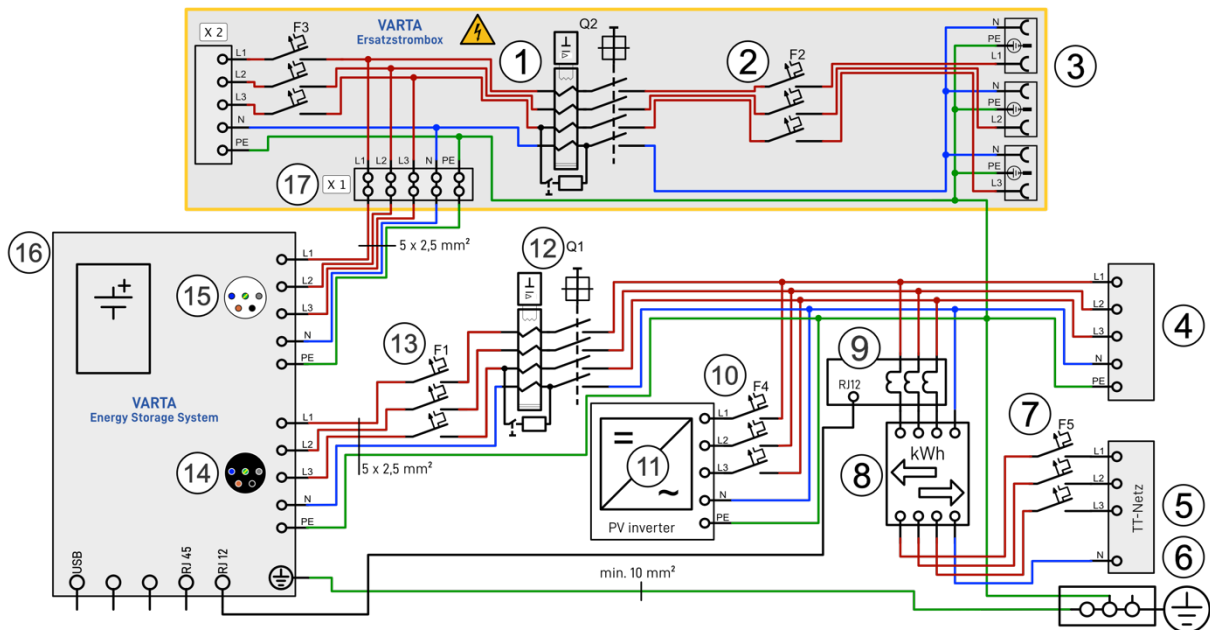 X 2
F3
VARTA
Ersatzstrombox
1
Q2
2
F2
3
L1
L2
L3
N
PE
N
PE
L1
N
PE
L2
N
PE
L3
L1
L2
L3
N
PE
17
X 1
5 x 2,5 mm²
16
15
L1
L2
L3
N
PE
VARTA
Energy Storage System
14
L1
L2
L3
N
PE
USB
RJ 45
RJ 12
13
F1
5 x 2,5 mm²
12
Q1
L1
L2
L3
N
PE
4
9
RJ12
10
F4
L1
L2
L3
N
PE
11
PV inverter
kWh
8
7
F5
L1
L2
L3
N
TT-Netz
5
6
min. 10 mm²